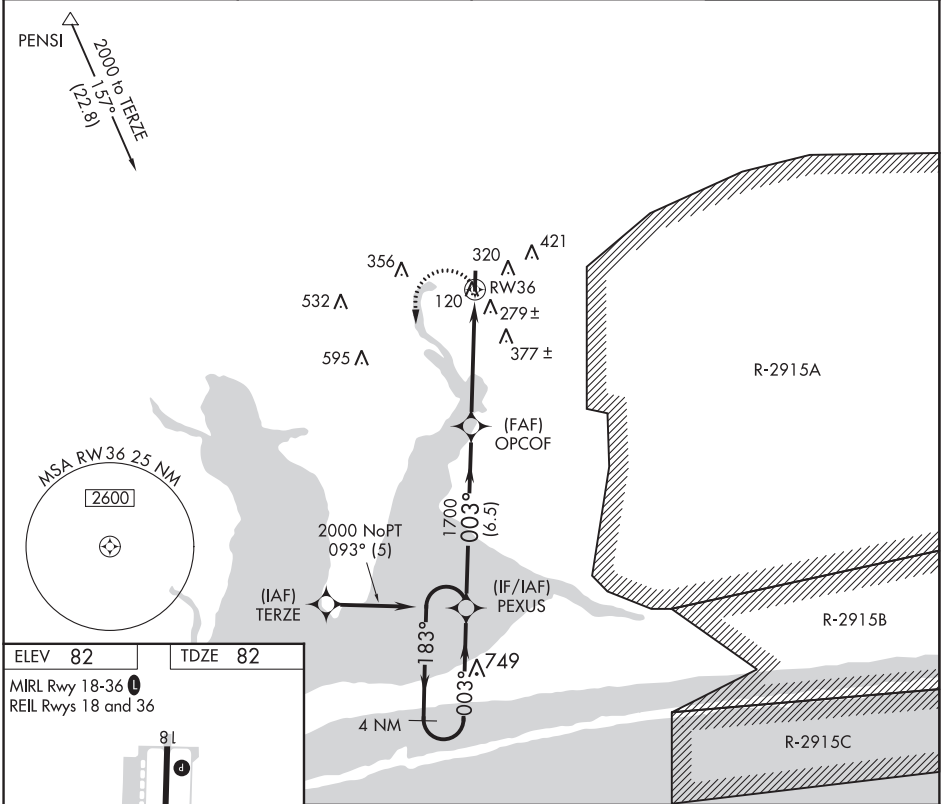 PENSI
2000 to TERZE
157°
(22.8)
356
320
421
532
120
RW36
279 ±
377 ±
595
R-2915A
(FAF)
OPCOF
MSA RW36 25 NM
2600
1700
003°
(6.5)
2000 NoPT
093° (5)
(IAF)
TERZE
(IF/IAF)
PEXUS
R-2915B
183°
003°
749
4 NM
R-2915C
ELEV 82
TDZE 82
MIRL Rwy 18-36 L
REIL Rwys 18 and 36
18
P